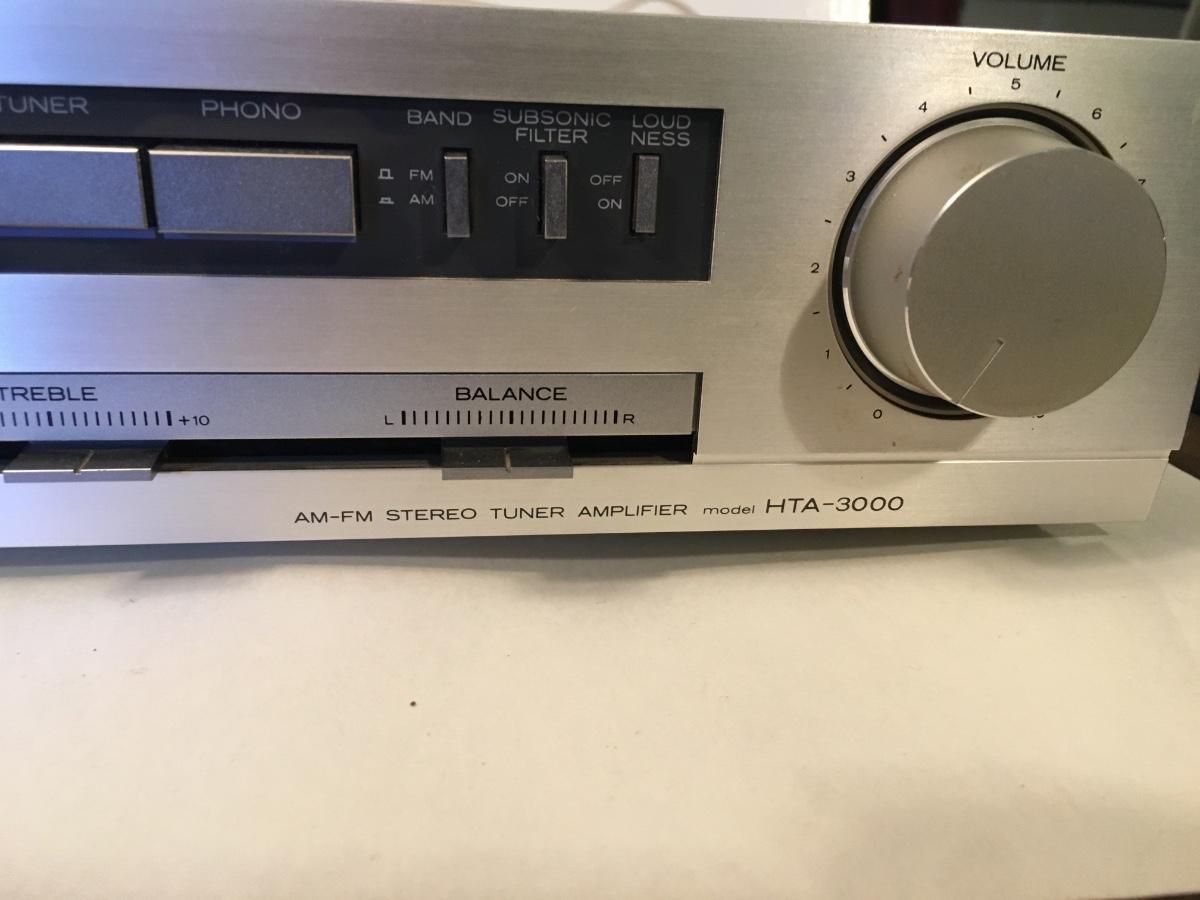 TUNER PHONO BAND SUBSONIC FILTER LOUD NESS
FM ON OFF
AM OFF ON
VOLUME
0 1 2 3 4 5 6 7
TREBLE
+10
BALANCE
L R
AM-FM STEREO TUNER AMPLIFIER model HTA-3000